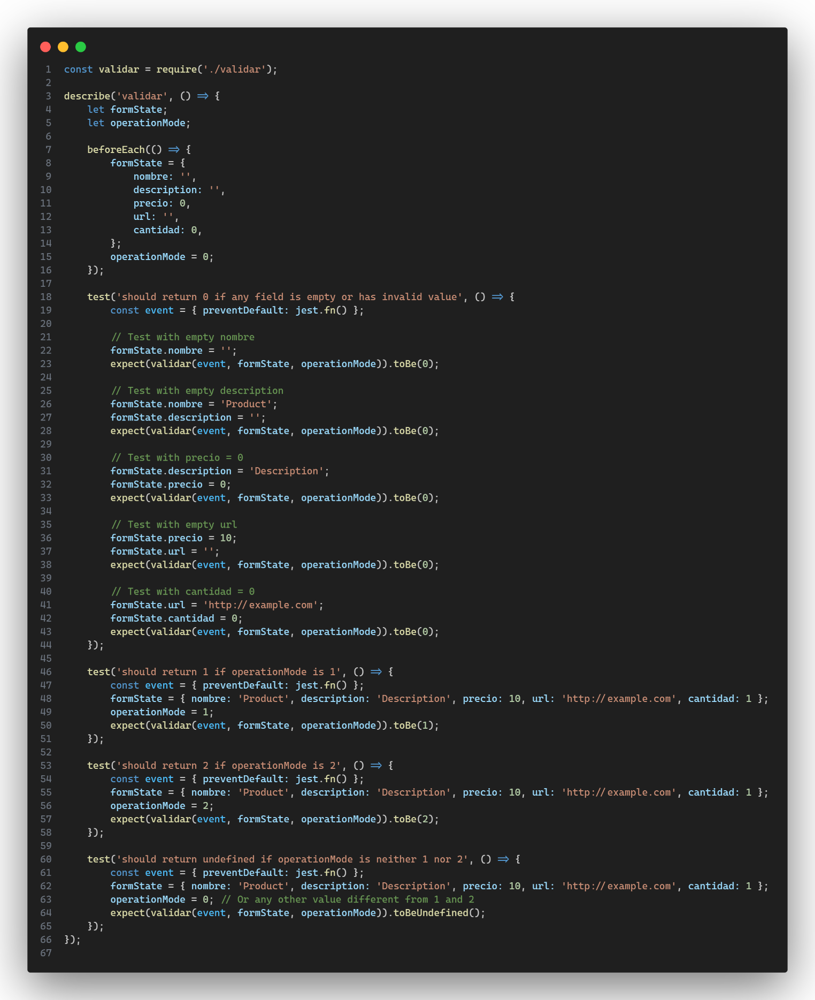 1 const validar = require('./validar');
2
3 describe('validar', () => {
4     let formState;
5     let operationMode;
6
7     beforeEach(() => {
8         formState = {
9             nombre: '',
10             description: '',
11             precio: 0,
12             url: '',
13             cantidad: 0,
14         };
15         operationMode = 0;
16     });
17
18     test('should return 0 if any field is empty or has invalid value', () => {
19         const event = { preventDefault: jest.fn() };
20
21         // Test with empty nombre
22         formState.nombre = '';
23         expect(validar(event, formState, operationMode)).toBe(0);
24
25         // Test with empty description
26         formState.nombre = 'Product';
27         formState.description = '';
28         expect(validar(event, formState, operationMode)).toBe(0);
29
30         // Test with precio = 0
31         formState.description = 'Description';
32         formState.precio = 0;
33         expect(validar(event, formState, operationMode)).toBe(0);
34
35         // Test with empty url
36         formState.precio = 10;
37         formState.url = '';
38         expect(validar(event, formState, operationMode)).toBe(0);
39
40         // Test with cantidad = 0
41         formState.url = 'http://example.com';
42         formState.cantidad = 0;
43         expect(validar(event, formState, operationMode)).toBe(0);
44     });
45
46     test('should return 1 if operationMode is 1', () => {
47         const event = { preventDefault: jest.fn() };
48         formState = { nombre: 'Product', description: 'Description', precio: 10, url: 'http://example.com', cantidad: 1 };
49         operationMode = 1;
50         expect(validar(event, formState, operationMode)).toBe(1);
51     });
52
53     test('should return 2 if operationMode is 2', () => {
54         const event = { preventDefault: jest.fn() };
55         formState = { nombre: 'Product', description: 'Description', precio: 10, url: 'http://example.com', cantidad: 1 };
56         operationMode = 2;
57         expect(validar(event, formState, operationMode)).toBe(2);
58     });
59
60     test('should return undefined if operationMode is neither 1 nor 2', () => {
61         const event = { preventDefault: jest.fn() };
62         formState = { nombre: 'Product', description: 'Description', precio: 10, url: 'http://example.com', cantidad: 1 };
63         operationMode = 0; // Or any other value different from 1 and 2
64         expect(validar(event, formState, operationMode)).toBeUndefined();
65     });
66 });
67